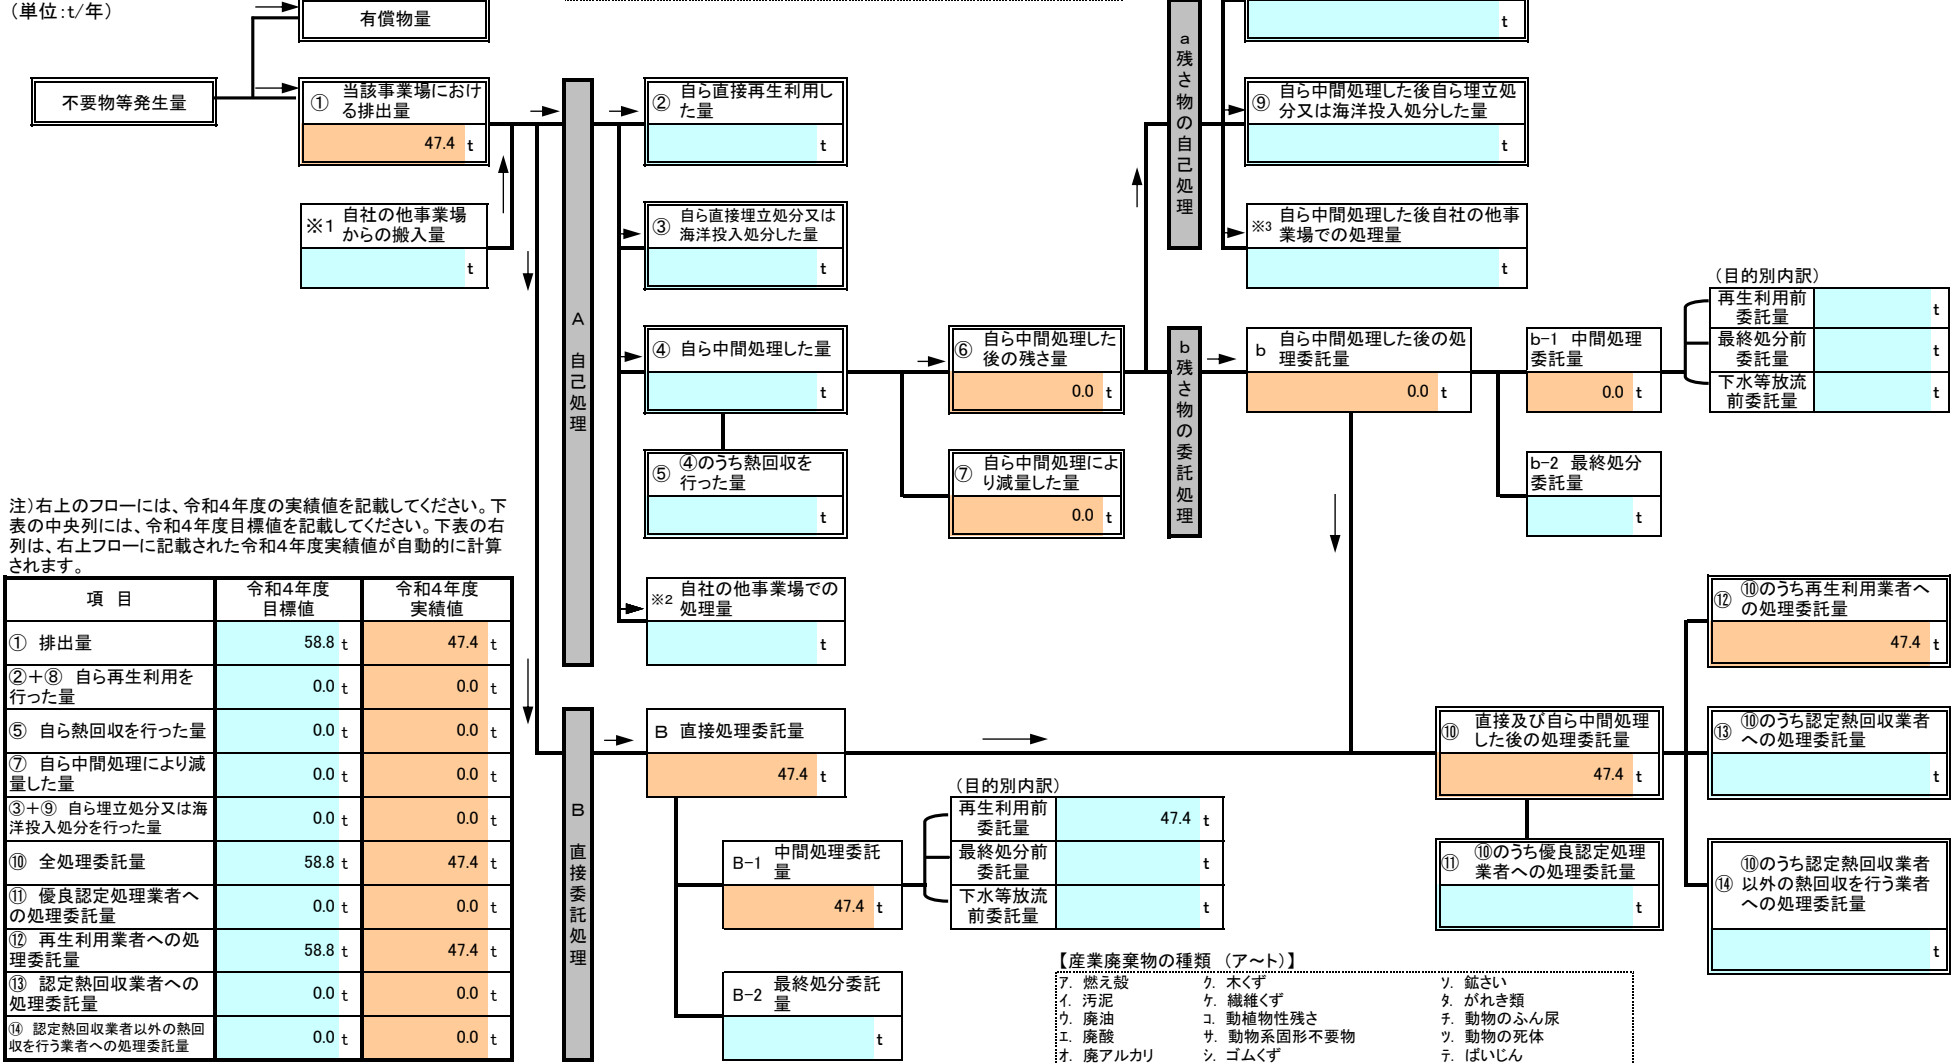 （単位：t/年）
有償物量
不要物等発生量
① 当該事業場におけ
る排出量
47.4 t
※1 自社の他事業場
からの搬入量
t
A 自己処理
② 自ら直接再生利用し
た量
t
③ 自ら直接埋立処分又は
海洋投入処分した量
t
④ 自ら中間処理した量
t
⑤ ④のうち熱回収を
行った量
t
※2 自社の他事業場での
処理量
t
⑥ 自ら中間処理した
後の残さ量
0.0 t
⑦ 自ら中間処理によ
り減量した量
0.0 t
a 残さ物の自己処理
t
⑨ 自ら中間処理した後自ら埋立処
分又は海洋投入処分した量
t
※3 自ら中間処理した後自社の他事
業場での処理量
t
b 残さ物の委託処理
b 自ら中間処理した後の処
理委託量
0.0 t
b-1 中間処理
委託量
0.0 t
（目的別内訳）
再生利用前
委託量
t
最終処分前
委託量
t
下水等放流
前委託量
t
b-2 最終処分
委託量
t
注）右上のフローには、令和４年度の実績値を記載してください。下
表の中央列には、令和４年度目標値を記載してください。下表の右
列は、右上フローに記載された令和４年度実績値が自動的に計算
されます。
項 目 令和４年度 目標値 令和４年度 実績値
① 排出量 58.8 t 47.4 t
②＋⑧ 自ら再生利用を
行った量 0.0 t 0.0 t
⑤ 自ら熱回収を行った量 0.0 t 0.0 t
⑦ 自ら中間処理により減
量した量 0.0 t 0.0 t
③＋⑨ 自ら埋立処分又は海
洋投入処分を行った量 0.0 t 0.0 t
⑩ 全処理委託量 58.8 t 47.4 t
⑪ 優良認定処理業者へ
の処理委託量 0.0 t 0.0 t
⑫ 再生利用業者への処
理委託量 58.8 t 47.4 t
⑬ 認定熱回収業者への
処理委託量 0.0 t 0.0 t
⑭ 認定熱回収業者以外の熱回
収を行う業者への処理委託量 0.0 t 0.0 t
B 直接委託処理
B 直接処理委託量
47.4 t
B-1 中間処理委託
量
47.4 t
（目的別内訳）
再生利用前
委託量
47.4 t
最終処分前
委託量
t
下水等放流
前委託量
t
B-2 最終処分委託
量
t
⑩ 直接及び自ら中間処理
した後の処理委託量
47.4 t
⑪ ⑩のうち優良認定処理
業者への処理委託量
t
⑫ ⑩のうち再生利用業者へ
の処理委託量
47.4 t
⑬ ⑩のうち認定熱回収業者
への処理委託量
t
⑭ ⑩のうち認定熱回収業者
以外の熱回収を行う業者
への処理委託量
t
【産業廃棄物の種類 （ア～ト）】
ア. 燃え殻 ク. 木くず ソ. 鉱さい
イ. 汚泥 ケ. 繊維くず タ. がれき類
ウ. 廃油 コ. 動植物性残さ チ. 動物のふん尿
エ. 廃酸 サ. 動物系固形不要物 ツ. 動物の死体
オ. 廃アルカリ シ. ゴムくず テ. ばいじん